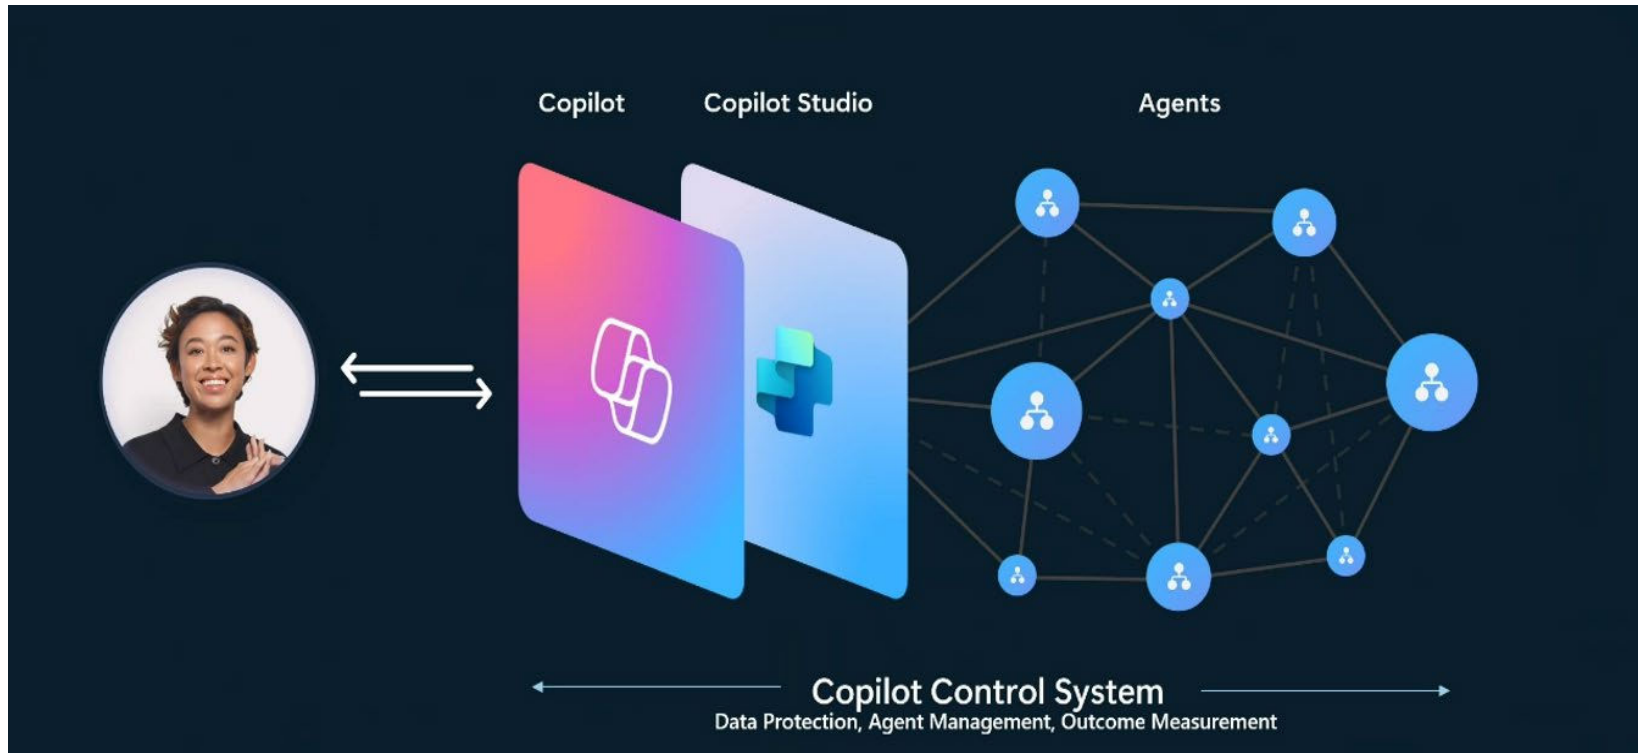 Copilot
Copilot Studio
Agents
Copilot Control System
Data Protection, Agent Management, Outcome Measurement